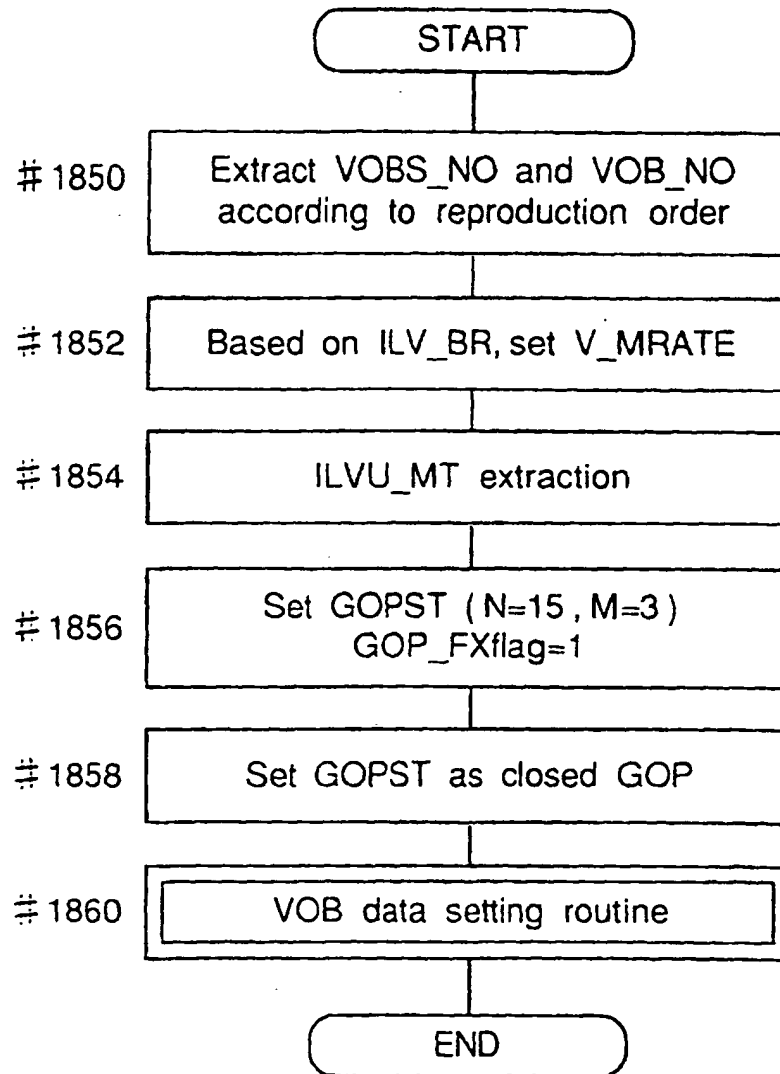 START
#1850
Extract VOBS_NO and VOB_NO
according to reproduction order
#1852
Based on ILV_BR, set V_MRATE
#1854
ILVU_MT extraction
#1856
Set GOPST ( N=15 , M=3 )
GOP_FXflag=1
#1858
Set GOPST as closed GOP
#1860
VOB data setting routine
END